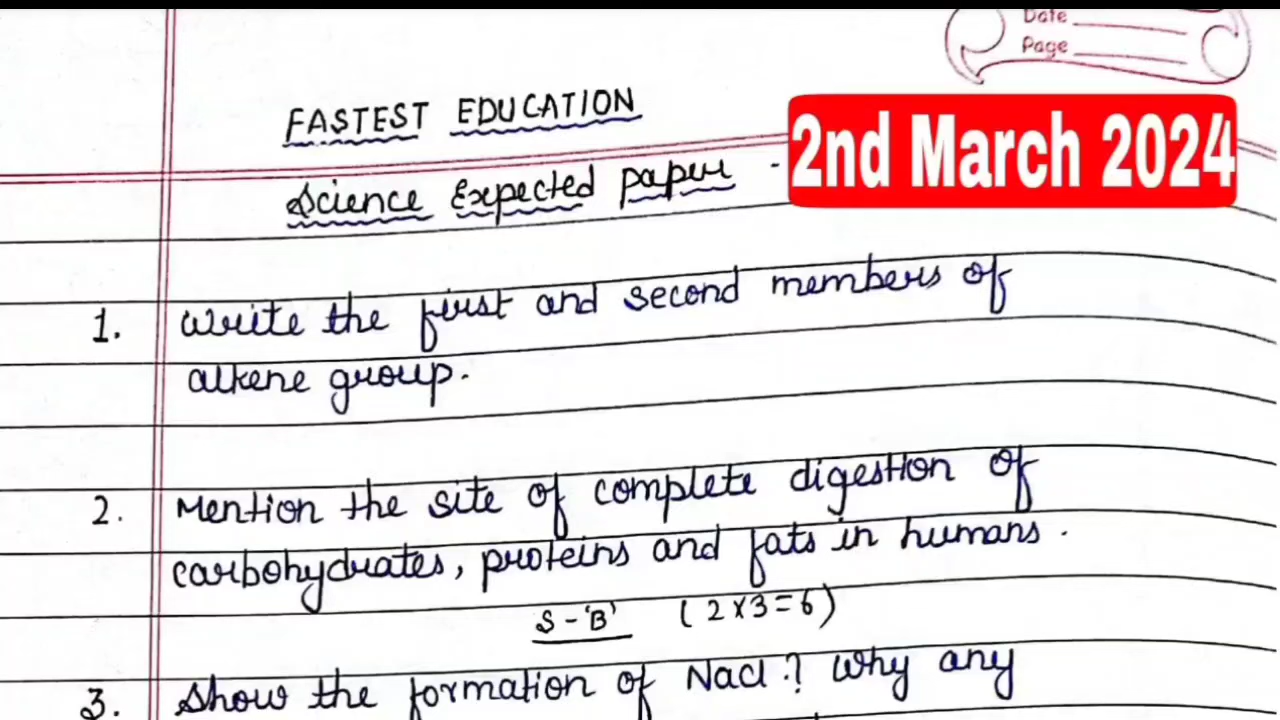 Date
Page
FASTEST EDUCATION
2nd March 2024
Science Expected paper -
1. Write the first and second members of
alkene group.
2. Mention the site of complete digestion of
carbohydrates, proteins and fats in humans.
S-'B' (2x3=6)
3. Show the formation of NaCl? Why any